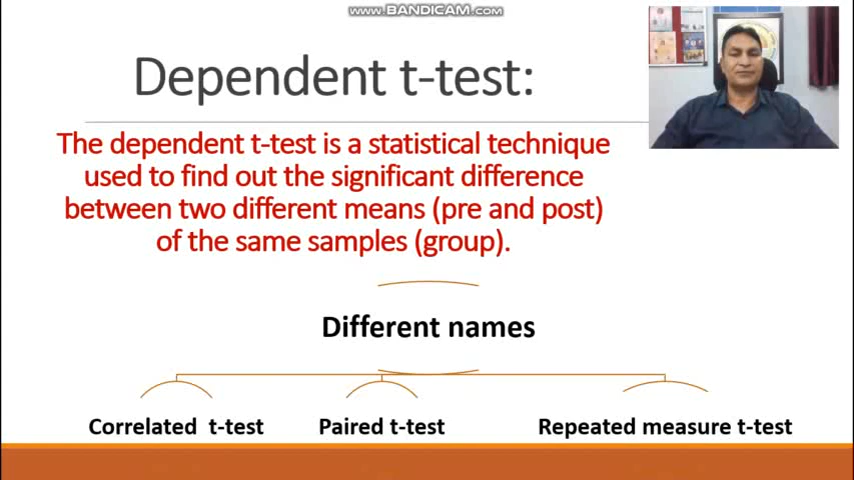 WWW.BANDICAM.COM
Dependent t-test:
The dependent t-test is a statistical technique
used to find out the significant difference
between two different means (pre and post)
of the same samples (group).
Different names
Correlated t-test Paired t-test Repeated measure t-test